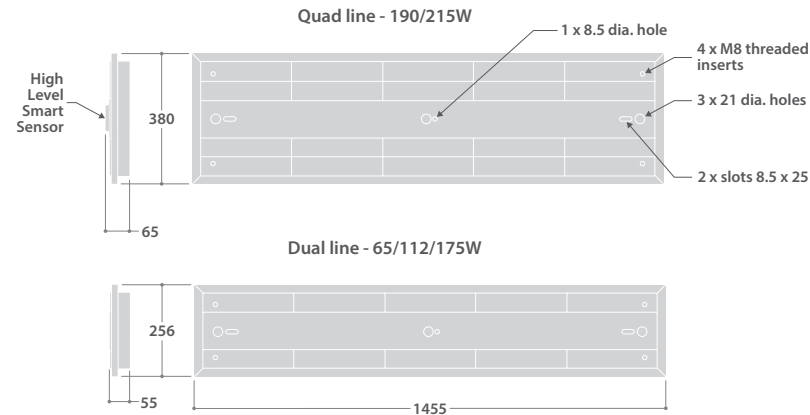 Quad line - 190/215W
1 x 8.5 dia. hole
4 x M8 threaded
inserts
High
Level
Smart
Sensor
380
3 x 21 dia. holes
2 x slots 8.5 x 25
65
Dual line - 65/112/175W
256
55
1455